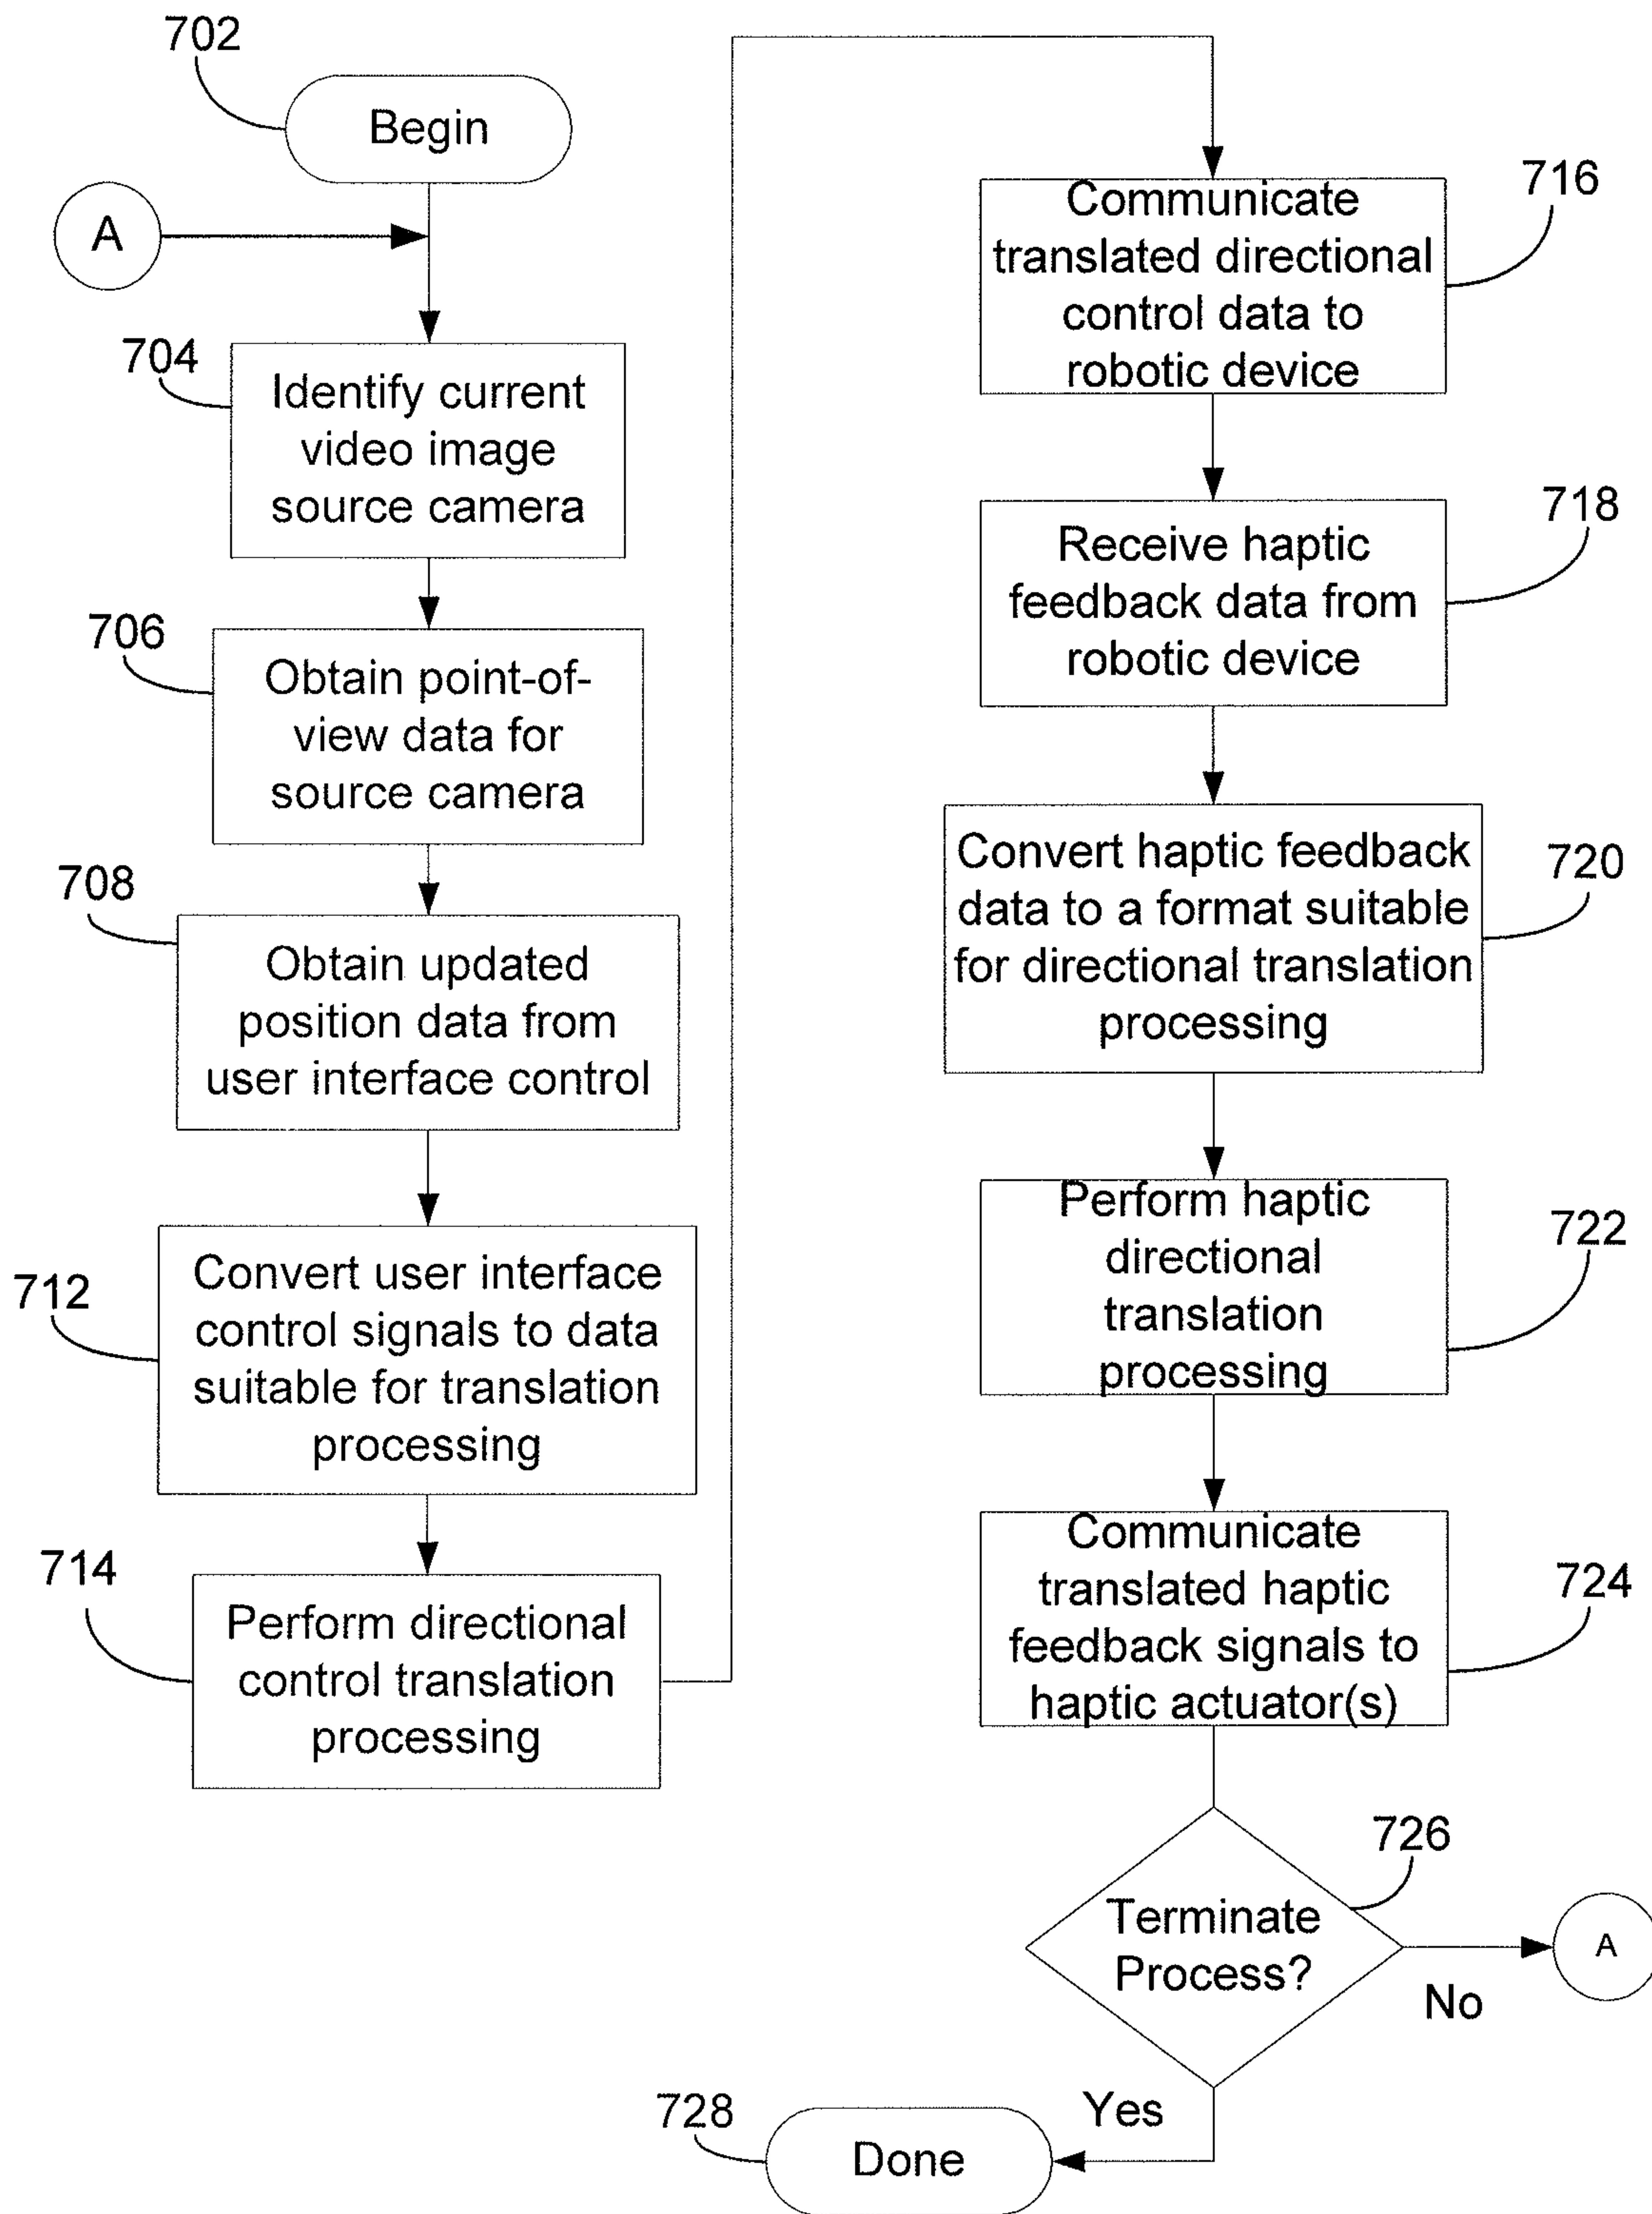 702
Begin
A
704
Identify current
video image
source camera
706
Obtain point-of-
view data for
source camera
708
Obtain updated
position data from
user interface control
712
Convert user interface
control signals to data
suitable for translation
processing
714
Perform directional
control translation
processing
716
Communicate
translated directional
control data to
robotic device
718
Receive haptic
feedback data from
robotic device
720
Convert haptic feedback
data to a format suitable
for directional translation
processing
722
Perform haptic
directional
translation
processing
724
Communicate
translated haptic
feedback signals to
haptic actuator(s)
726
Terminate
Process?
A
No
Yes
728
Done